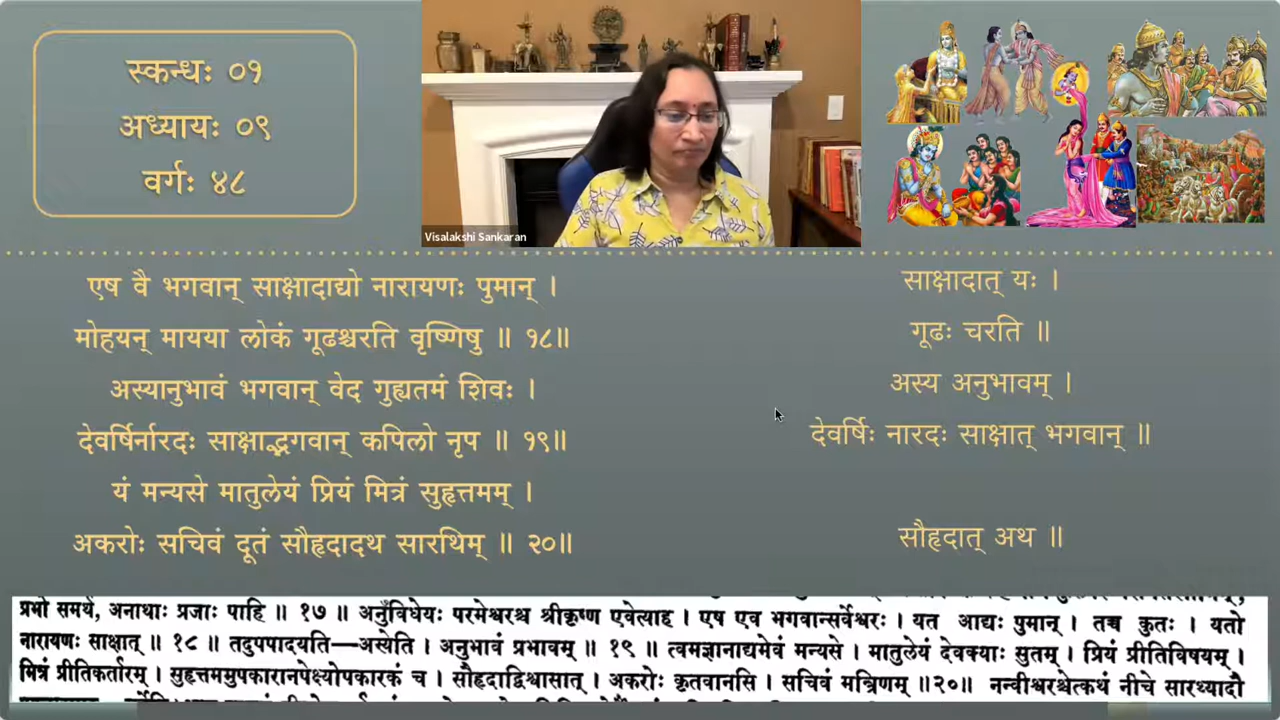 स्कन्धः ०१
अध्यायः ०९
वर्गः ४८
Visalakshi Sankaran
एष वै भगवान् साक्षादाद्यो नारायणः पुमान् ।
मोहयन् मायया लोकं गूढश्चरति वृष्णिषु ॥ १८॥
अस्यानुभावं भगवान् वेद गुह्यतमं शिवः ।
देवर्षिर्नारदः साक्षाद्भगवान् कपिलो नृप ॥ १९॥
यं मन्यसे मातुलेयं प्रियं मित्रं सुहृत्तमम् ।
अकरोः सचिवं दूतं सौहृदादथ सारथिम् ॥ २०॥
साक्षादात् यः ।
गूढः चरति ॥
अस्य अनुभावम् ।
देवर्षिः नारदः साक्षात् भगवान् ॥
सौहृदात् अथ ॥
प्रभो समर्थ, अनाथाः प्रजाः पाहि ॥ १७ ॥ अनुविधेयः परमेश्वरश्च श्रीकृष्ण एवेत्याह । एष एव भगवान्सर्वेश्वरः । यत आद्यः पुमान् । तच्च कुतः । यतो
नारायणः साक्षात् ॥ १८ ॥ तदुपपादयति—अस्येति । अनुभावं प्रभावम् ॥ १९ ॥ त्वमज्ञानाद्यमेवं मन्यसे । मातुलेयं देवक्याः सुतम् । प्रियं प्रीतिविषयम् ।
मित्रं प्रीतिकर्तारम् । सुहृत्तममुपकारानपेक्ष्योपकारकं च । सौहृदाद्विश्वासात् । अकरोः कृतवानसि । सचिवं मन्त्रिणम् ॥२०॥ नन्वीश्वरश्चेत्कथं नीचे सारथ्यादौ